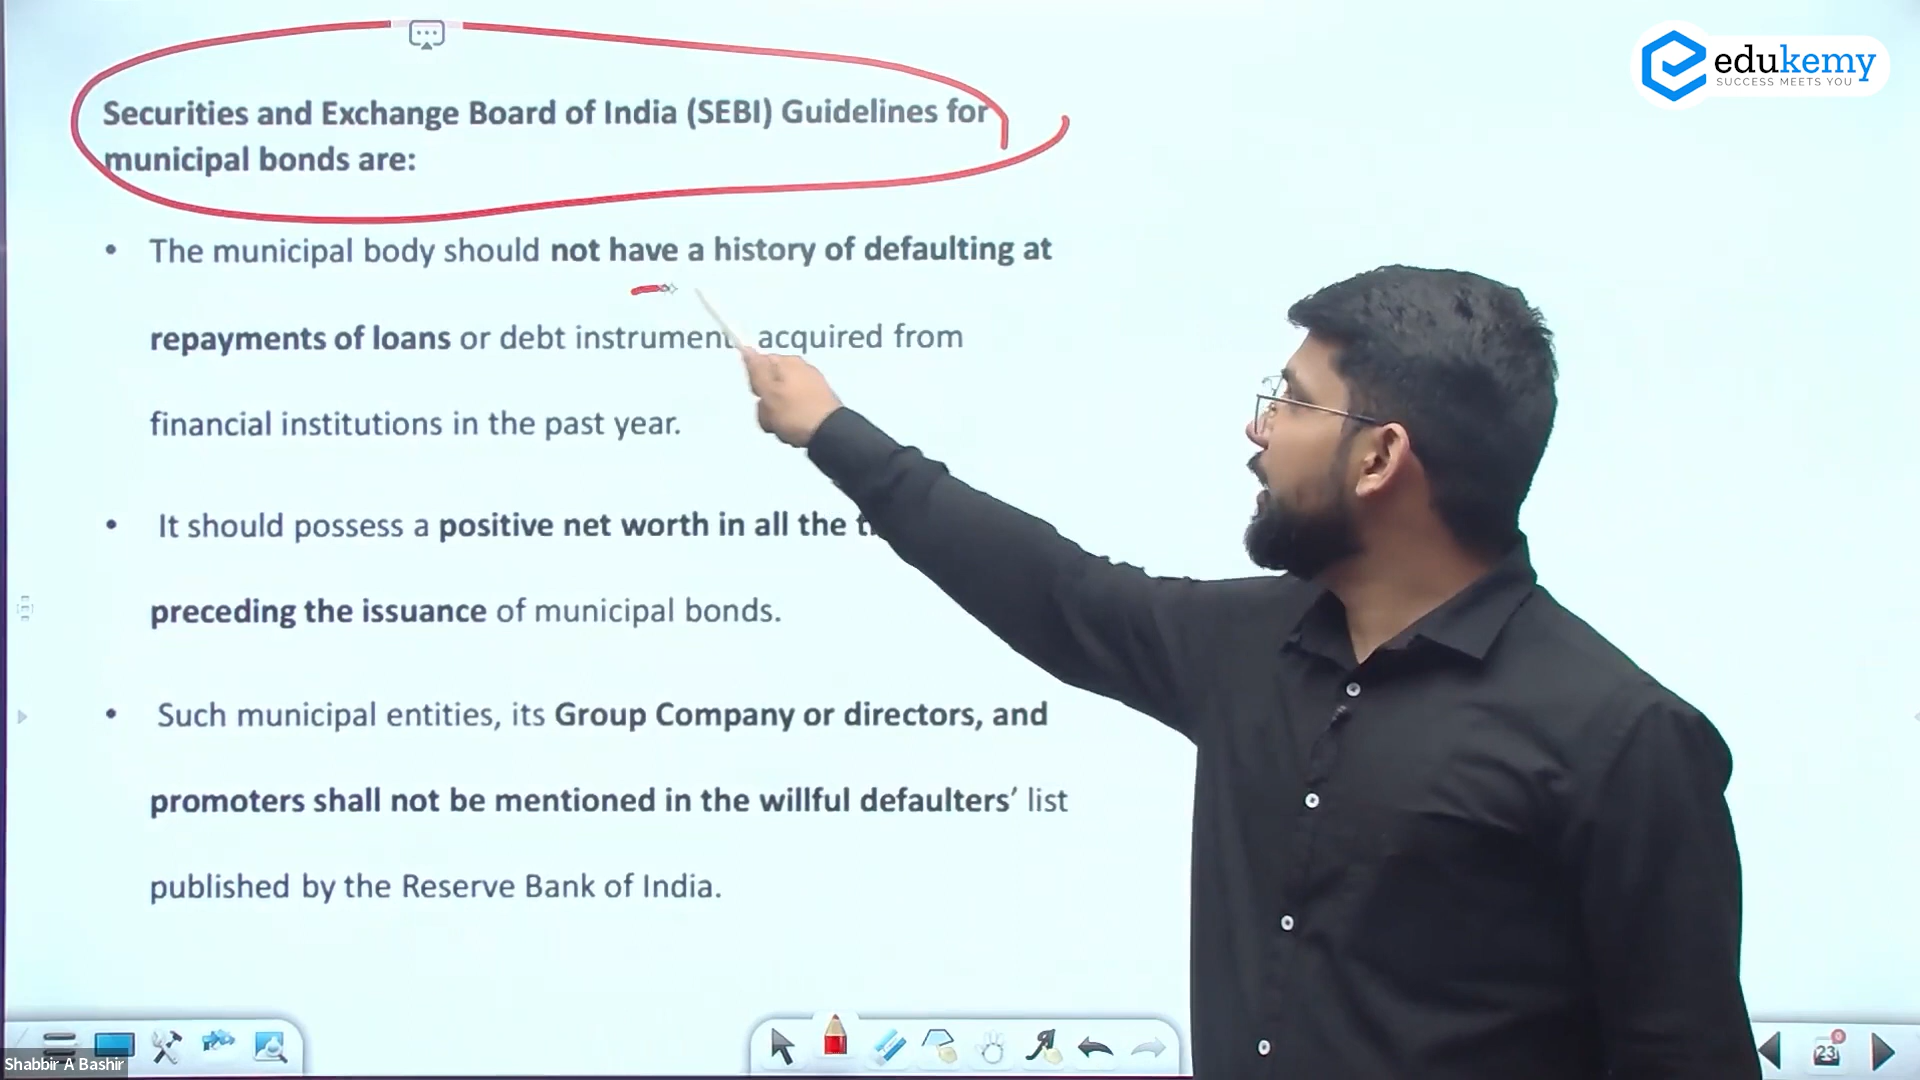 edukemy
SUCCESS MEETS YOU
Securities and Exchange Board of India (SEBI) Guidelines for
municipal bonds are:
• The municipal body should not have a history of defaulting at
repayments of loans or debt instrument acquired from
financial institutions in the past year.
• It should possess a positive net worth in all the
preceding the issuance of municipal bonds.
• Such municipal entities, its Group Company or directors, and
promoters shall not be mentioned in the willful defaulters’ list
published by the Reserve Bank of India.
Shabbir A Bashir
23